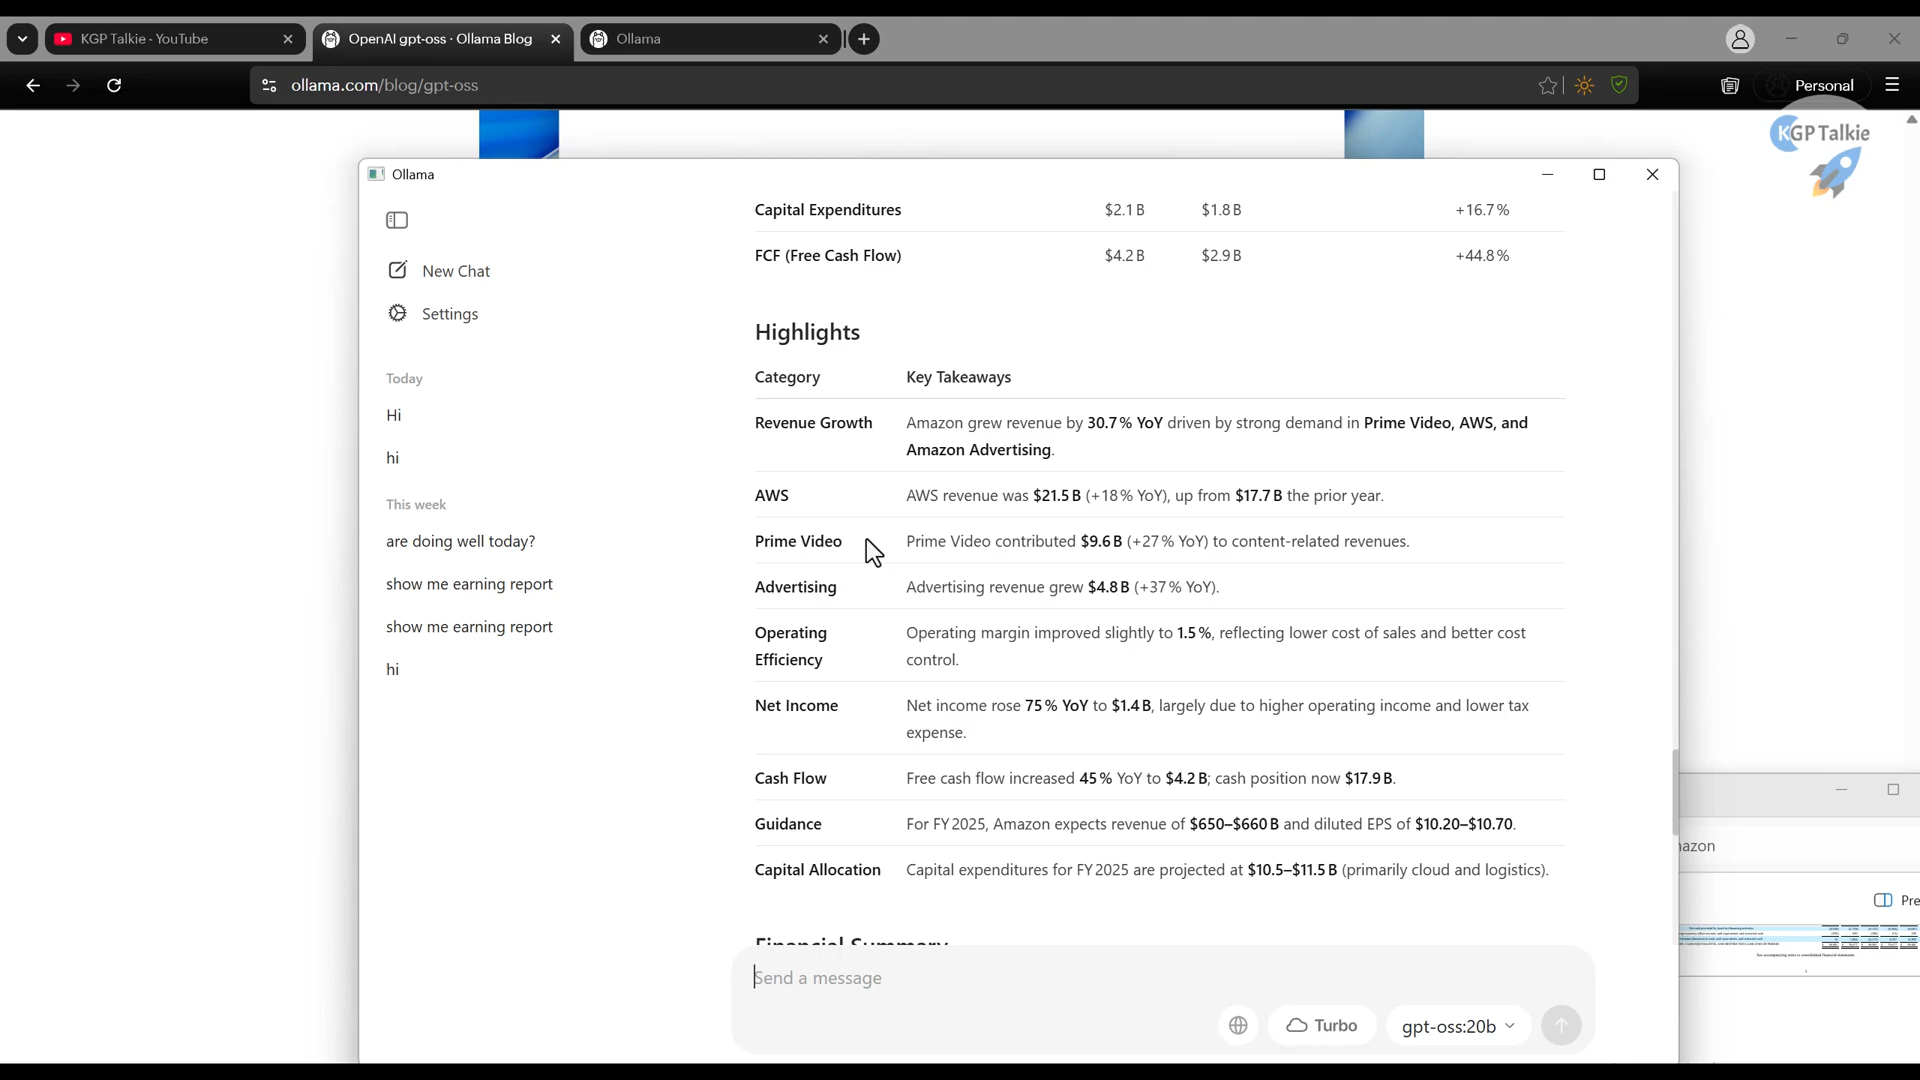 KGP Talkie - YouTube
OpenAI gpt-oss · Ollama Blog
Ollama
ollama.com/blog/gpt-oss
Personal
KGP Talkie
Ollama
New Chat
Settings
Today
Hi
hi
This week
are doing well today?
show me earning report
show me earning report
hi
Capital Expenditures $2.1 B $1.8 B +16.7 %
FCF (Free Cash Flow) $4.2 B $2.9 B +44.8 %
Highlights
Category Key Takeaways
Revenue Growth Amazon grew revenue by 30.7 % YoY driven by strong demand in Prime Video, AWS, and
Amazon Advertising.
AWS AWS revenue was $21.5 B (+18 % YoY), up from $17.7 B the prior year.
Prime Video Prime Video contributed $9.6 B (+27 % YoY) to content-related revenues.
Advertising Advertising revenue grew $4.8 B (+37 % YoY).
Operating Operating margin improved slightly to 1.5 %, reflecting lower cost of sales and better cost
Efficiency control.
Net Income Net income rose 75 % YoY to $1.4 B, largely due to higher operating income and lower tax
expense.
Cash Flow Free cash flow increased 45 % YoY to $4.2 B; cash position now $17.9 B.
Guidance For FY 2025, Amazon expects revenue of $650–$660 B and diluted EPS of $10.20–$10.70.
Capital Allocation Capital expenditures for FY 2025 are projected at $10.5–$11.5 B (primarily cloud and logistics).
Financial Summary
Send a message
Turbo
gpt-oss:20b
azon
Pre